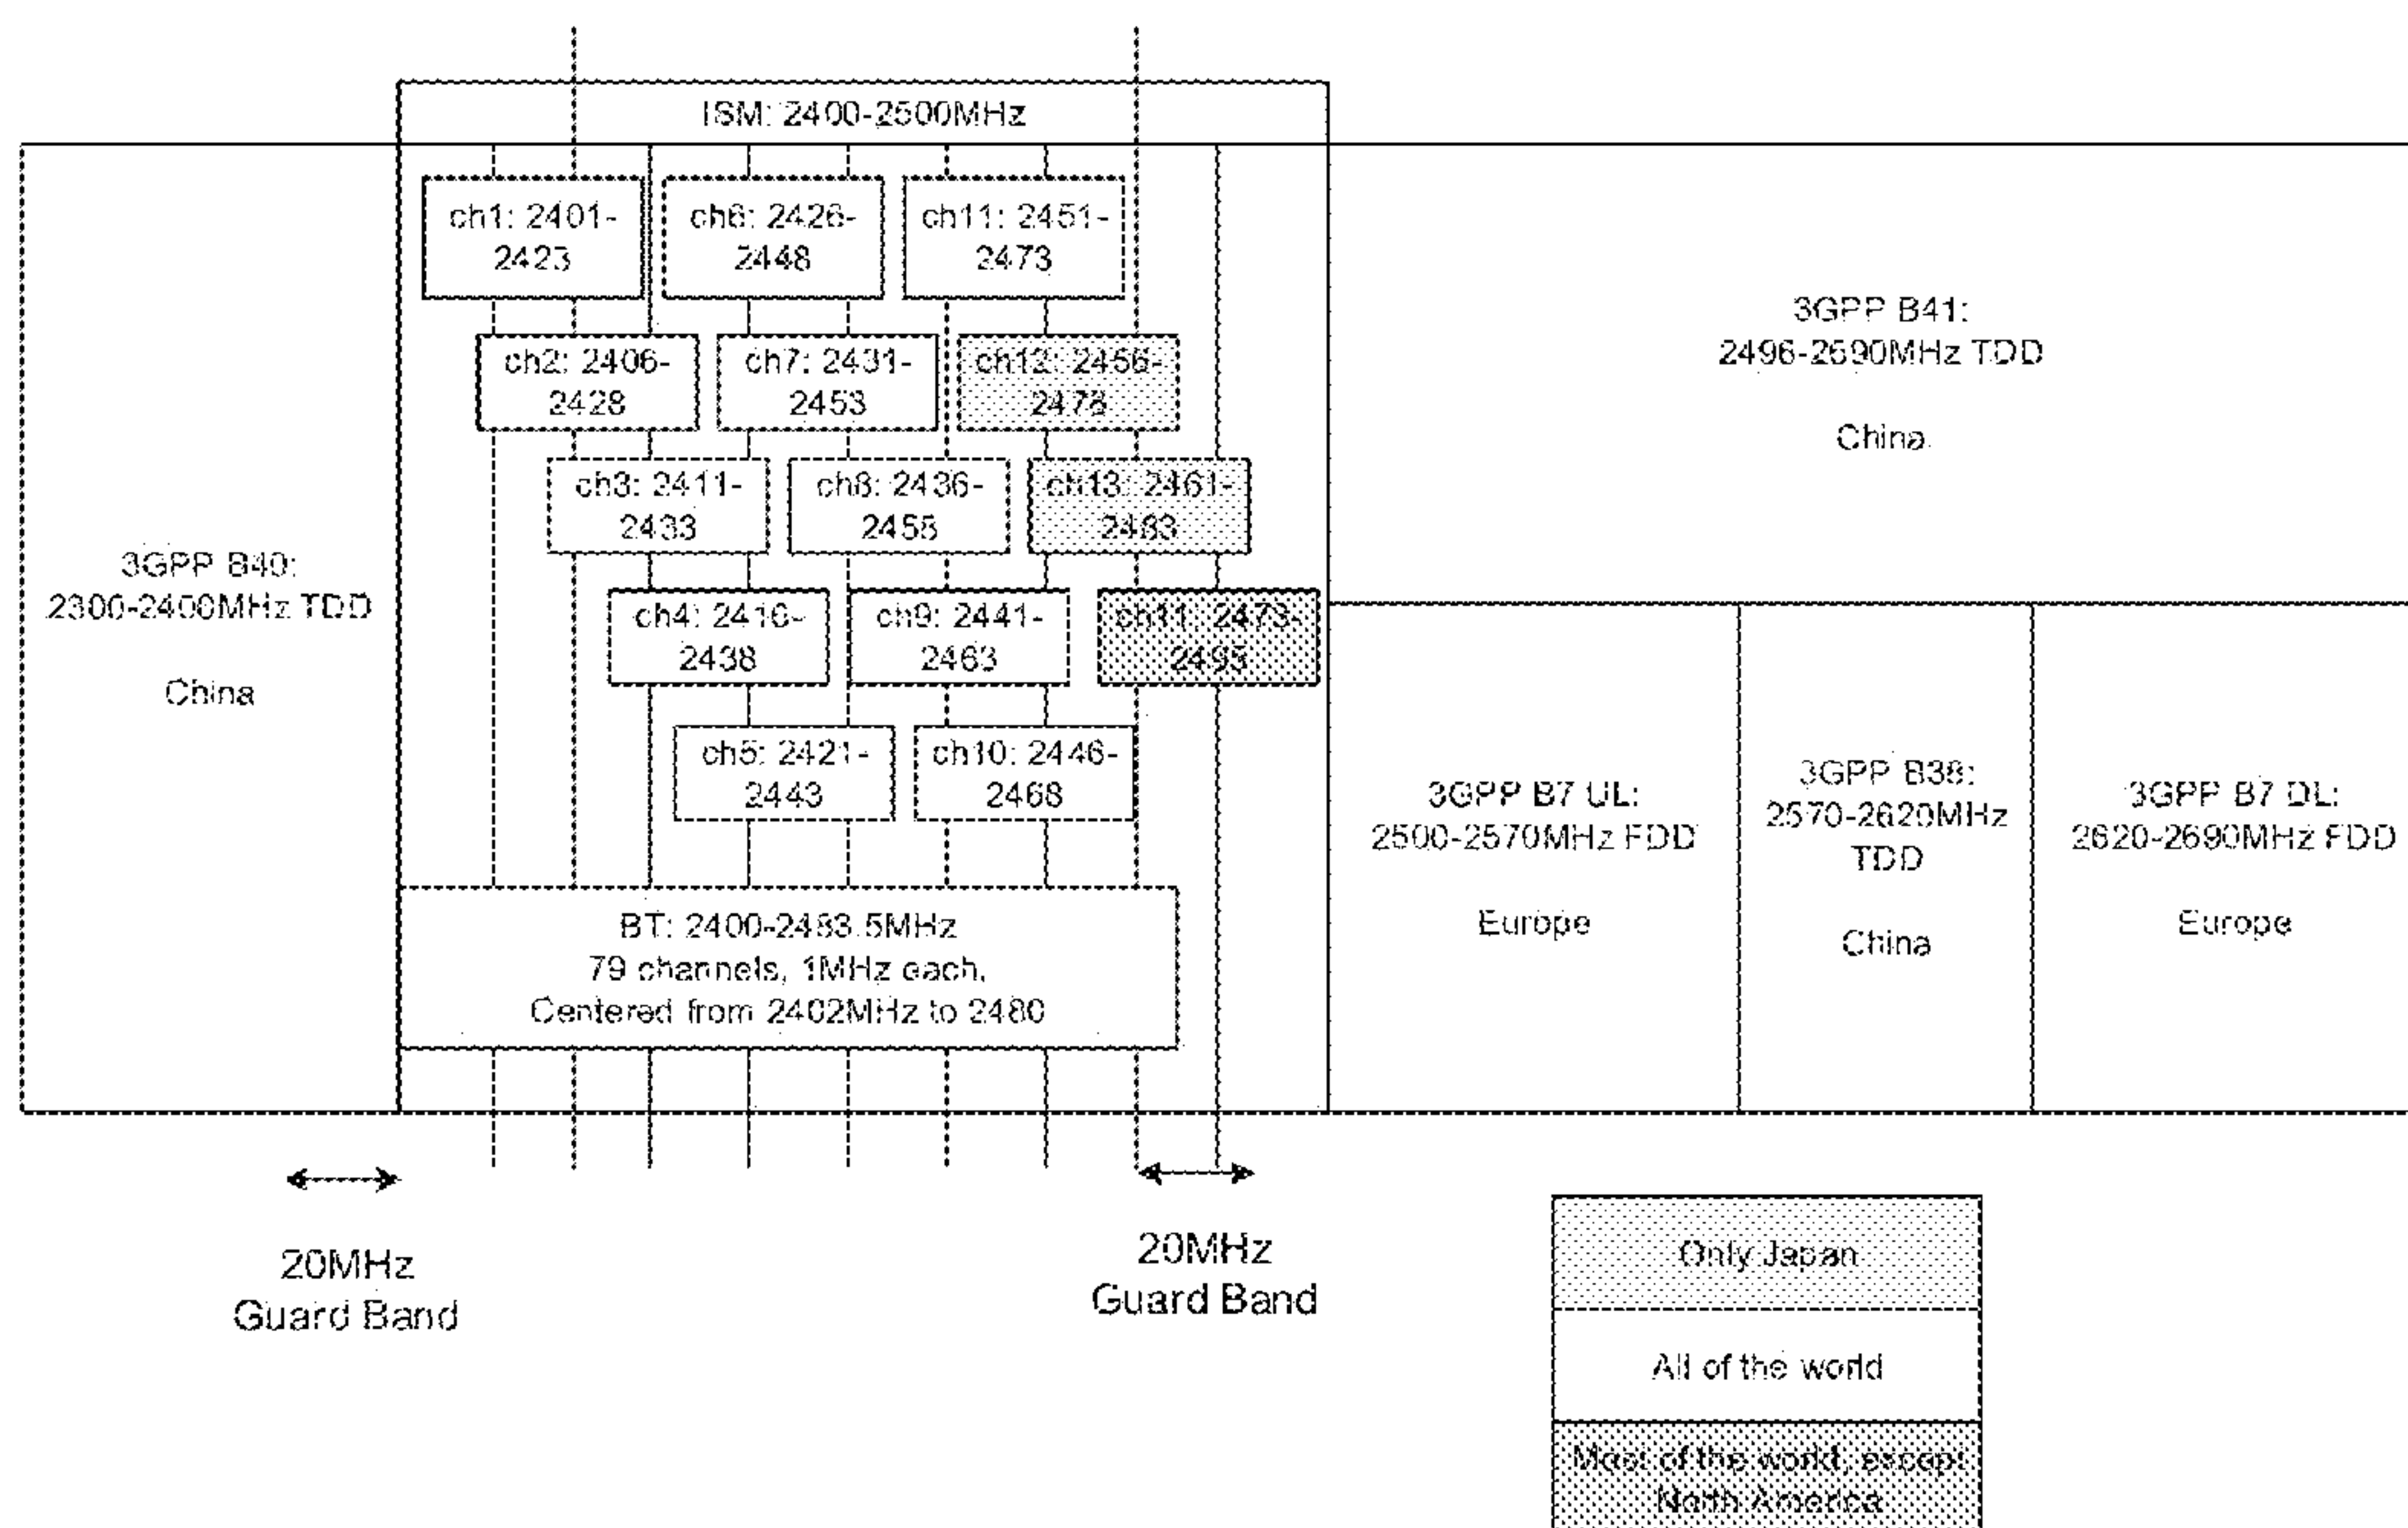 ISM: 2400-2500MHz
ch1: 2401-
2423
ch6: 2426-
2448
ch11: 2451-
2473
ch2: 2406-
2428
ch7: 2431-
2453
ch12: 2456-
2478
ch3: 2411-
2433
ch8: 2436-
2458
ch13: 2461-
2483
ch4: 2416-
2438
ch9: 2441-
2463
ch11: 2473-
2495
ch5: 2421-
2443
ch10: 2446-
2468
BT: 2400-2483.5MHz
79 channels, 1MHz each,
Centered from 2402MHz to 2480
3GPP B40:
2300-2400MHz TDD
China
3GPP B41:
2496-2690MHz TDD
China
3GPP B7 UL:
2500-2570MHz FDD
Europe
3GPP B38:
2570-2620MHz
TDD
China
3GPP B7 DL:
2620-2690MHz FDD
Europe
20MHz
Guard Band
20MHz
Guard Band
Only Japan
All of the world
Most of the world, except
North America